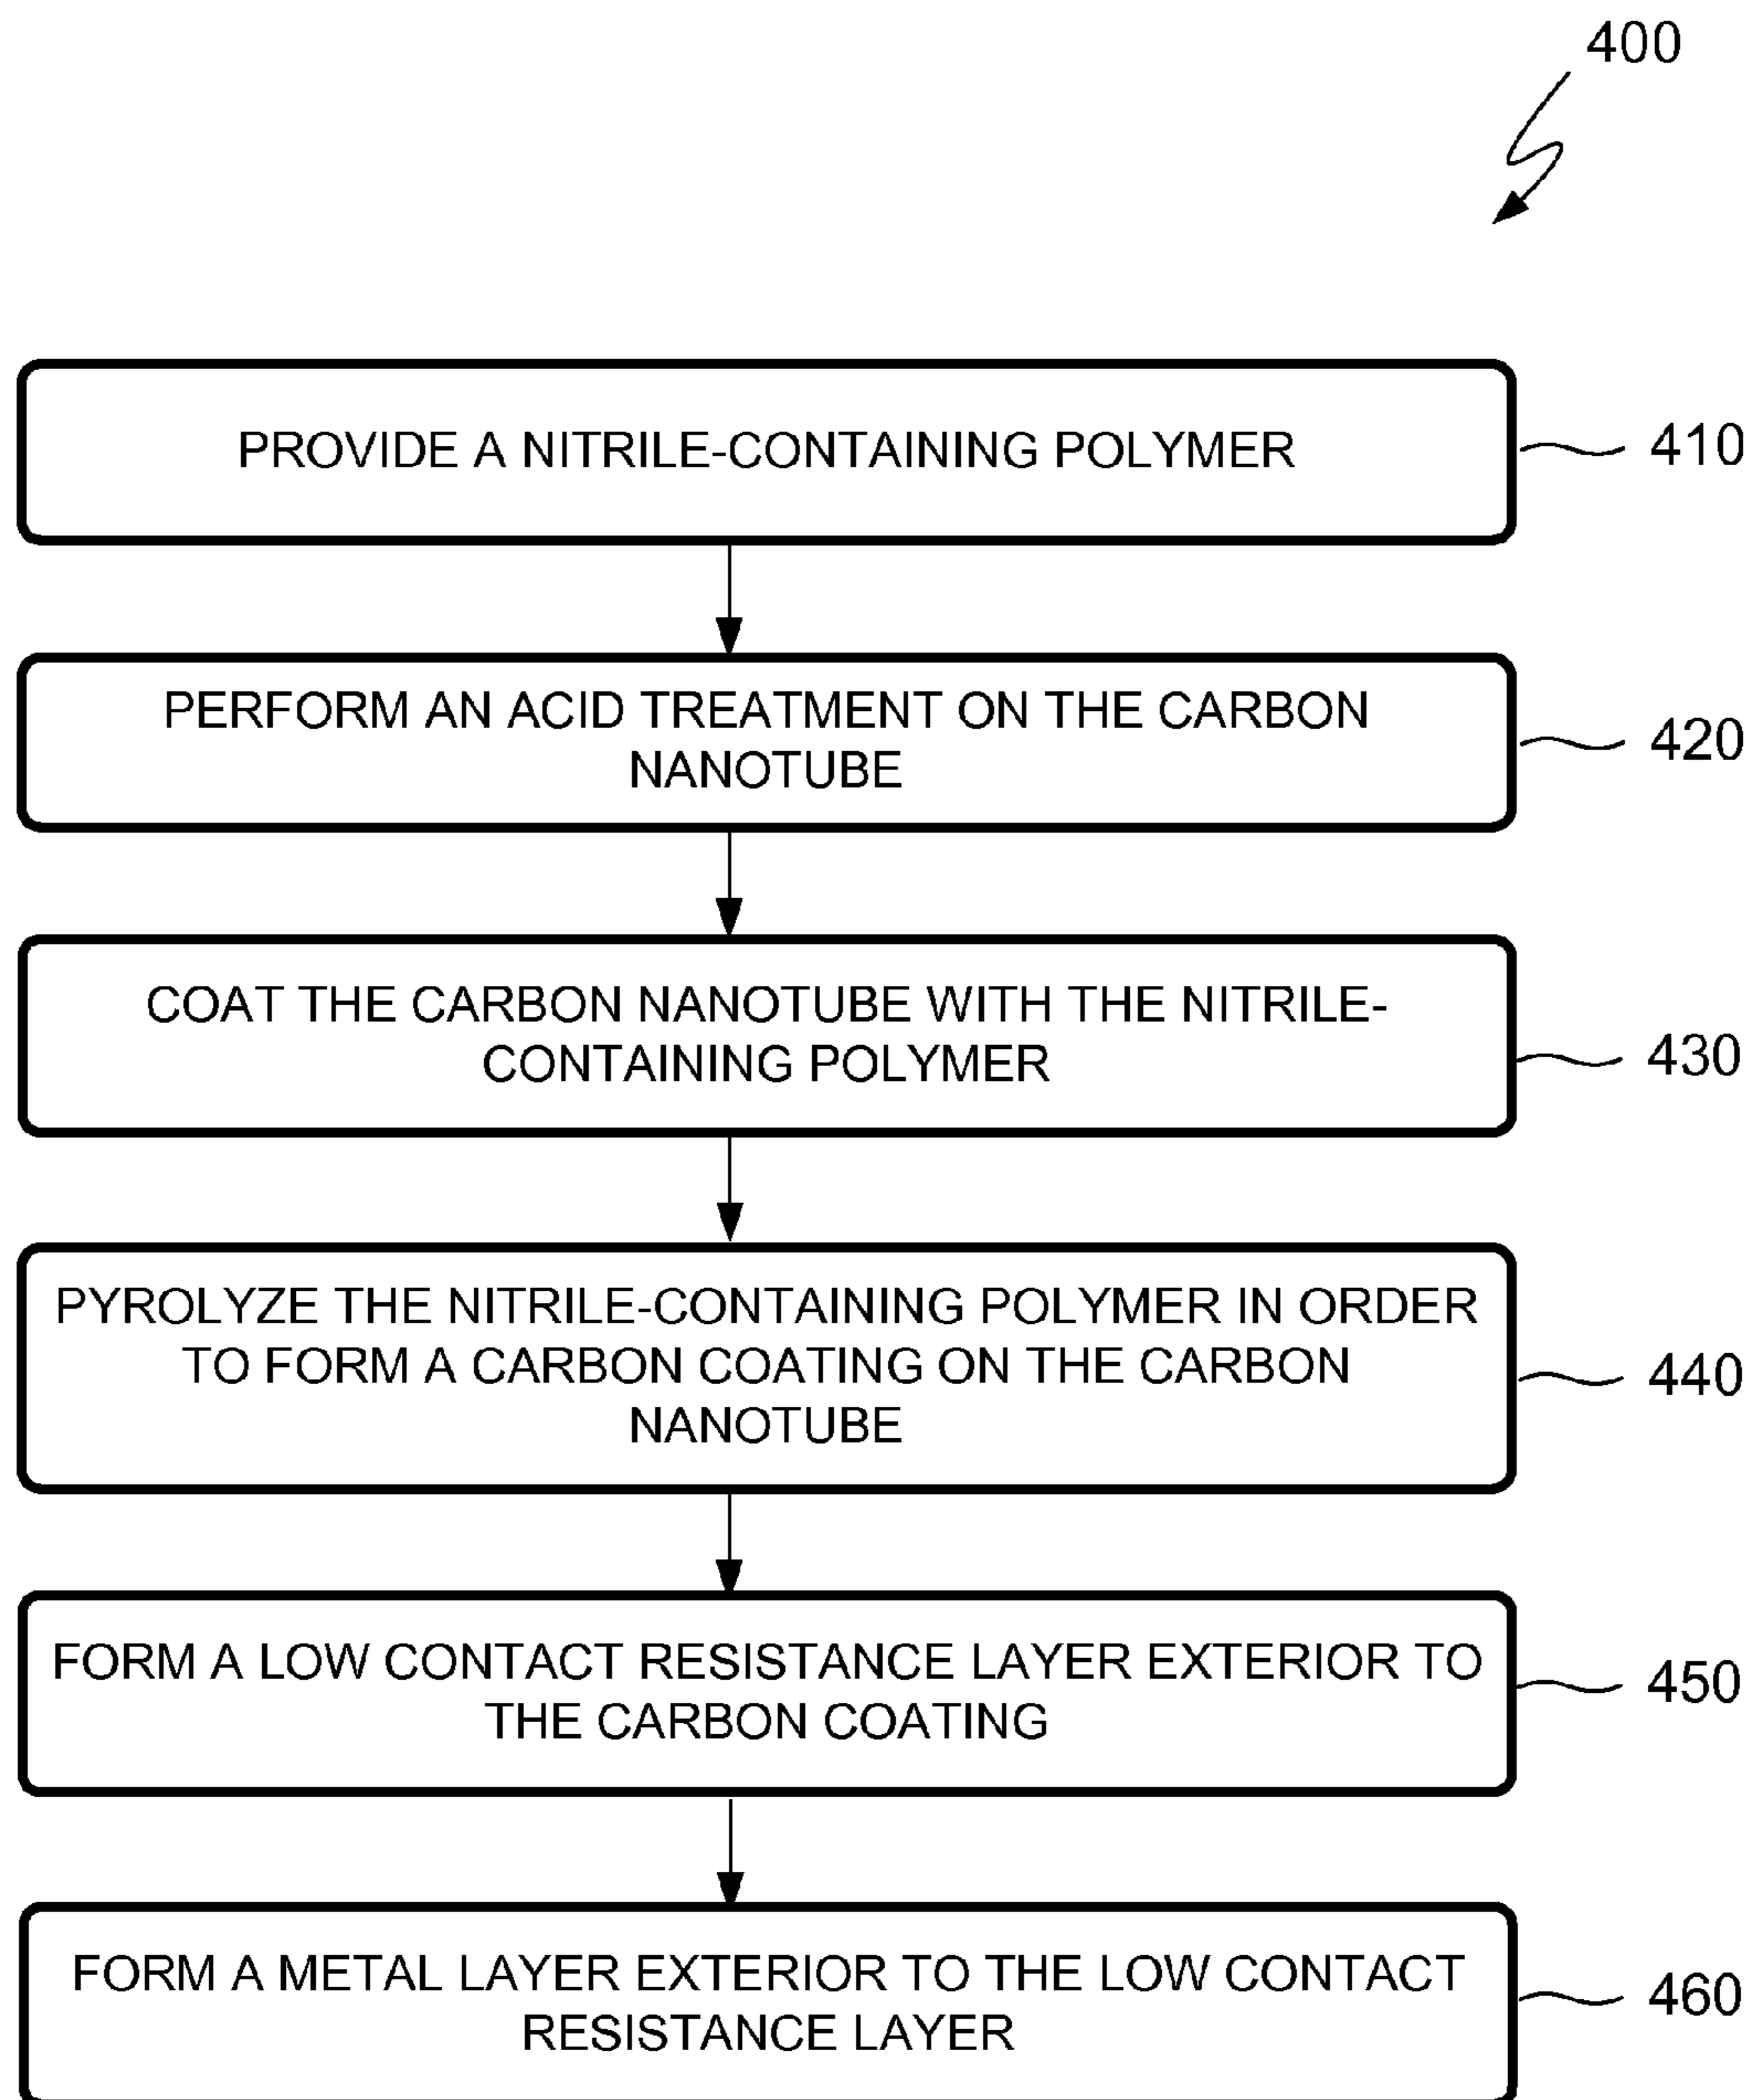 400
PROVIDE A NITRILE-CONTAINING POLYMER
410
PERFORM AN ACID TREATMENT ON THE CARBON
NANOTUBE
420
COAT THE CARBON NANOTUBE WITH THE NITRILE-
CONTAINING POLYMER
430
PYROLYZE THE NITRILE-CONTAINING POLYMER IN ORDER
TO FORM A CARBON COATING ON THE CARBON
NANOTUBE
440
FORM A LOW CONTACT RESISTANCE LAYER EXTERIOR TO
THE CARBON COATING
450
FORM A METAL LAYER EXTERIOR TO THE LOW CONTACT
RESISTANCE LAYER
460